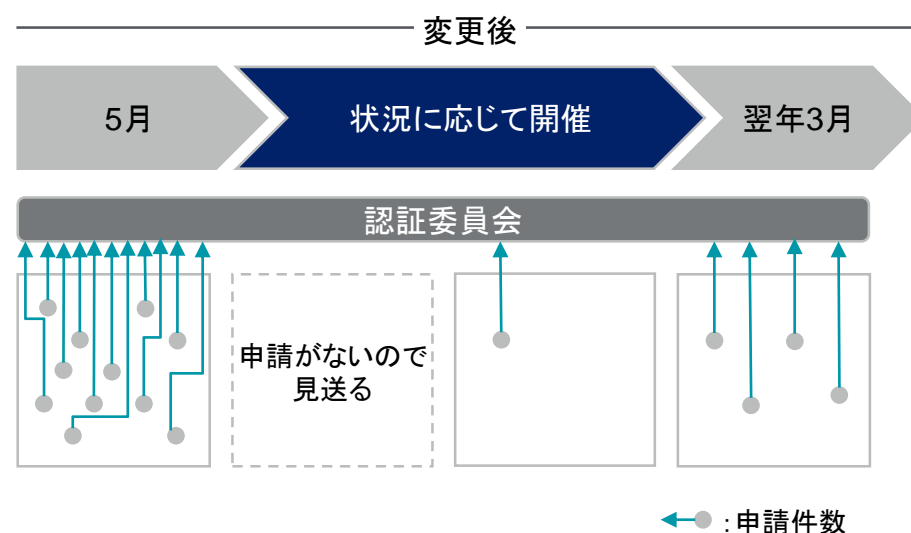 変更後
5月
状況に応じて開催
翌年3月
認証委員会
申請がないので
見送る
:申請件数